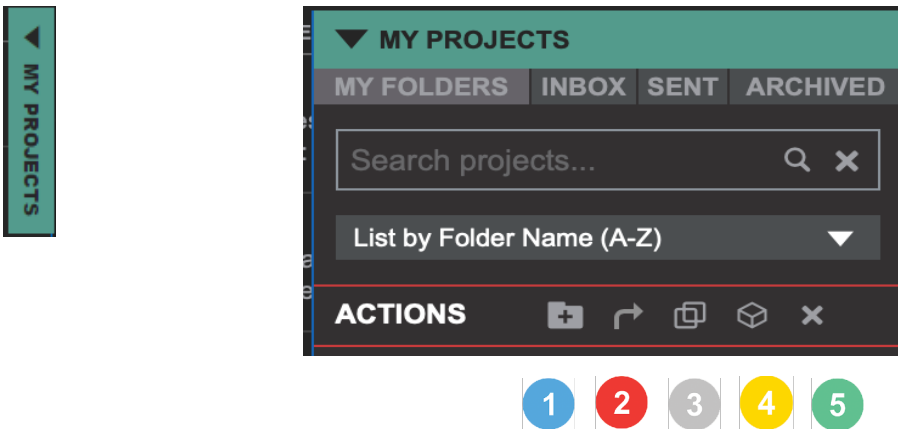 MY PROJECTS
MY PROJECTS
MY FOLDERS INBOX SENT ARCHIVED
Search projects...
List by Folder Name (A-Z)
ACTIONS
1 2 3 4 5